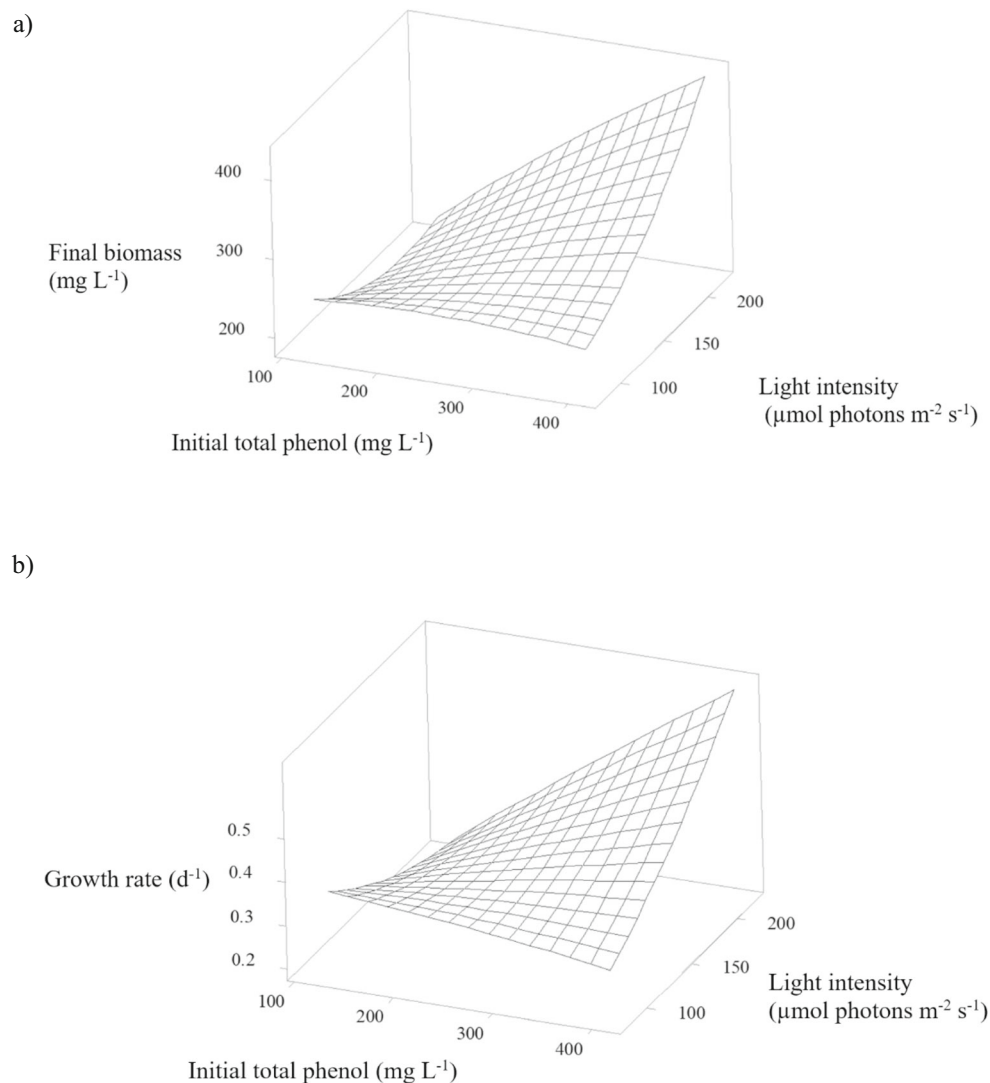 a)
400
300
200
Final biomass
(mg L⁻¹)
100
200
300
400
Initial total phenol (mg L⁻¹)
200
150
100
Light intensity
(µmol photons m⁻² s⁻¹)
b)
0.5
0.4
0.3
0.2
Growth rate (d⁻¹)
100
200
300
400
Initial total phenol (mg L⁻¹)
200
150
100
Light intensity
(µmol photons m⁻² s⁻¹)